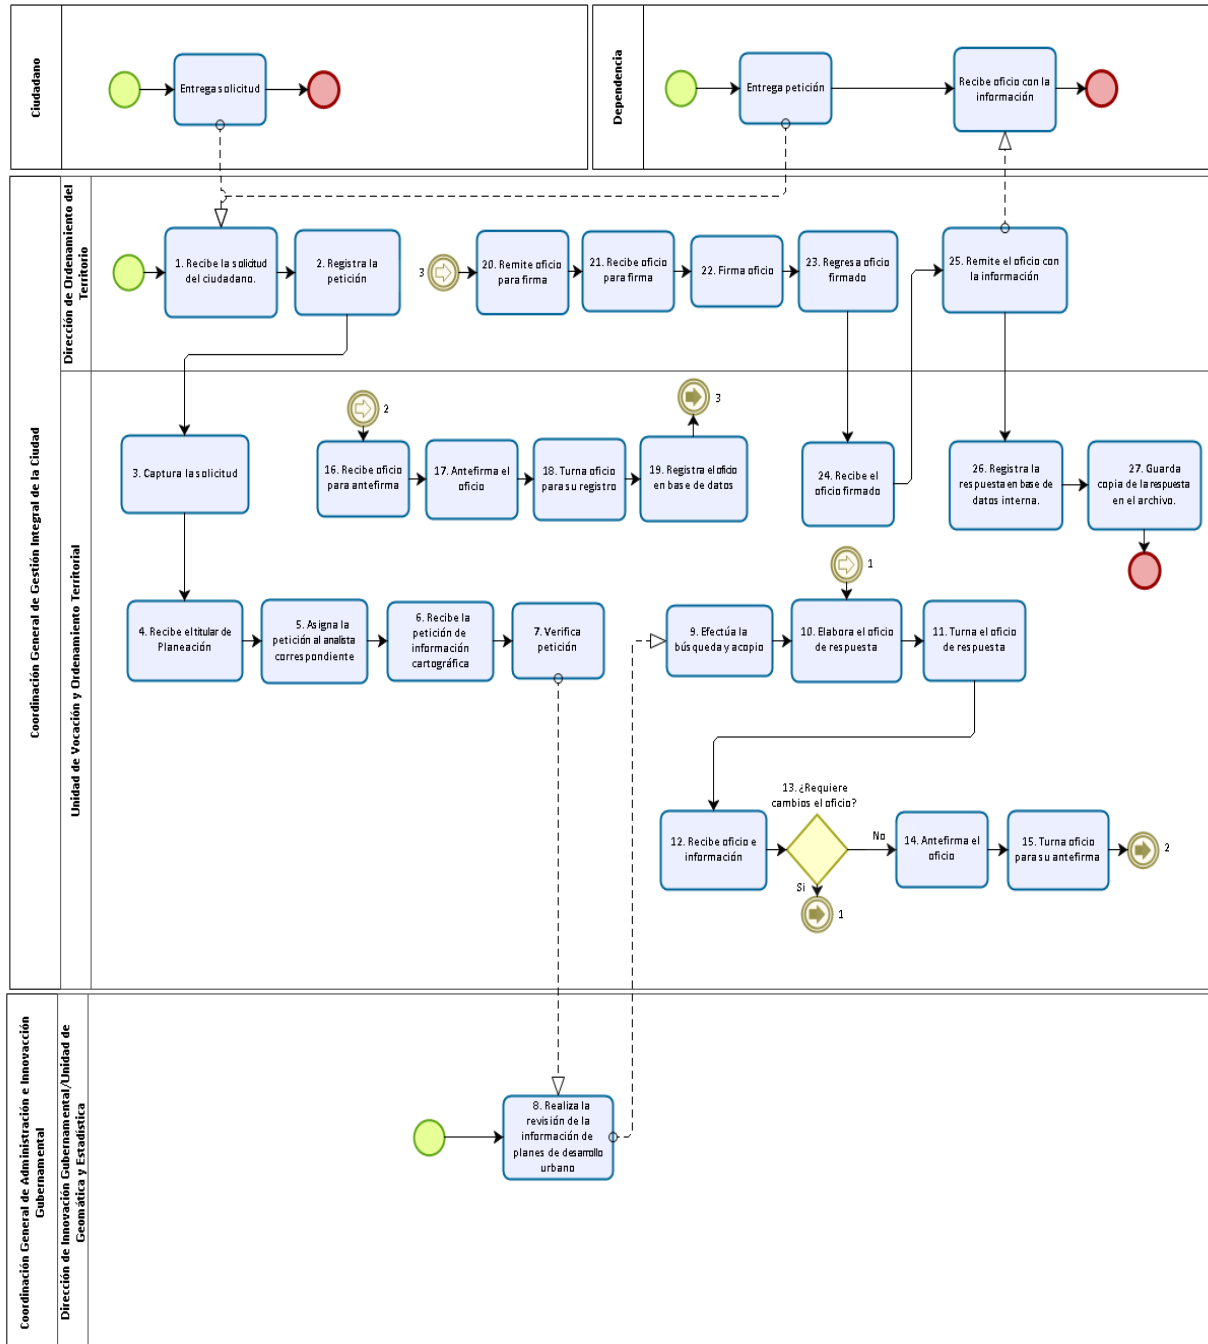 Ciudadano
Entrega solicitud
Dependencia
Entrega petición
Recibe oficio con la
información
Coordinación General de Gestión Integral de la Ciudad
Dirección de Ordenamiento del
Territorio
1. Recibe la solicitud
del ciudadano.
2. Registra la
petición
3
20. Remite oficio
para firma
21. Recibe oficio
para firma
22. Firma oficio
23. Regresa oficio
firmado
25. Remite el oficio con
la información
Unidad de Vocación y Ordenamiento Territorial
3. Captura la solicitud
2
16. Recibe oficio
para antefirma
17. Antefirma el
oficio
18. Turna oficio
para su registro
19. Registra el oficio
en base de datos
3
24. Recibe el
oficio firmado
26. Registra la
respuesta en base de
datos interna.
27. Guarda
copia de la respuesta
en el archivo.
4. Recibe el titular de
Planeación
5. Asigna la
petición al analista
correspondiente
6. Recibe la
petición de
información
cartográfica
7. Verifica
petición
9. Efectúa la
búsqueda y acopio
1
10. Elabora el oficio
de respuesta
11. Turna el oficio
de respuesta
12. Recibe oficio e
información
13. ¿Requiere
cambios el oficio?
No
Si
1
14. Antefirma el
oficio
15. Turna oficio
para su antefirma
2
Coordinación General de Administración e Innovacción
Gubernamental
Dirección de Innovación Gubernamental/Unidad de
Geomática y Estadística
8. Realiza la
revisión de la
información de
planes de desarrollo
urbano